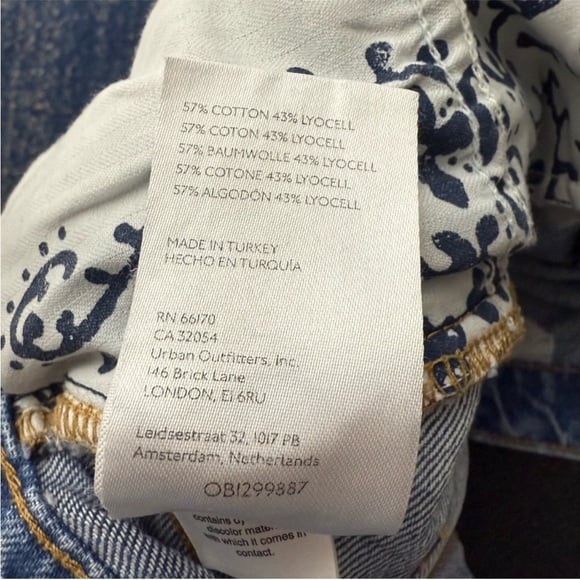 57% COTTON 43% LYOCELL
57% COTON 43% LYOCELL
57% BAUMWOLLE 43% LYOCELL
57% COTONE 43% LYOCELL
57% ALGODÓN 43% LYOCELL
MADE IN TURKEY
HECHO EN TURQUÍA
RN 66170
CA 32054
Urban Outfitters, Inc.
146 Brick Lane
LONDON, E1 6RU
Leidsestraat 32, 1017 PB
Amsterdam, Netherlands
OB1299887
contains
discolor
with which it comes in
contact.